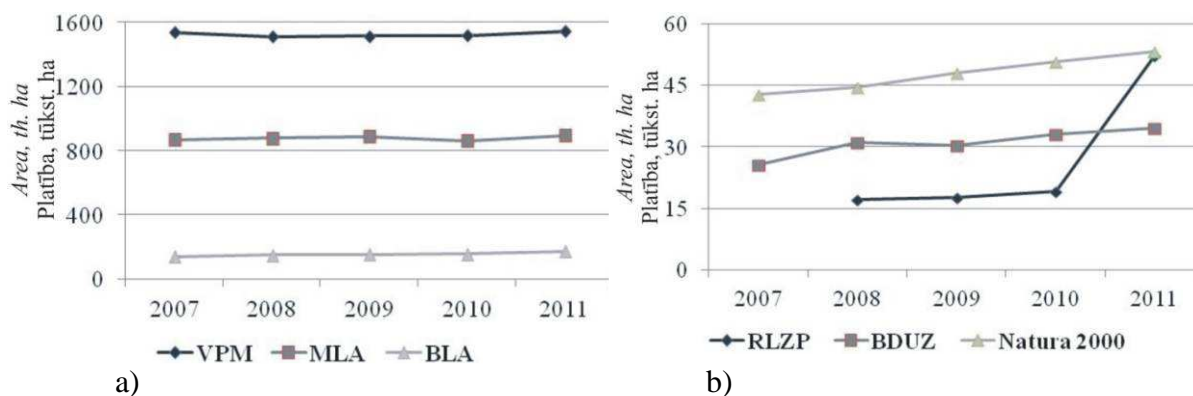 Area, th. ha
Platība, tūkst. ha
1600
1200
800
400
0
2007 2008 2009 2010 2011
VPM MLA BLA
a)
Area, th. ha
Platība, tūkst. ha
60
45
30
15
0
2007 2008 2009 2010 2011
RLZP BDUZ Natura 2000
b)